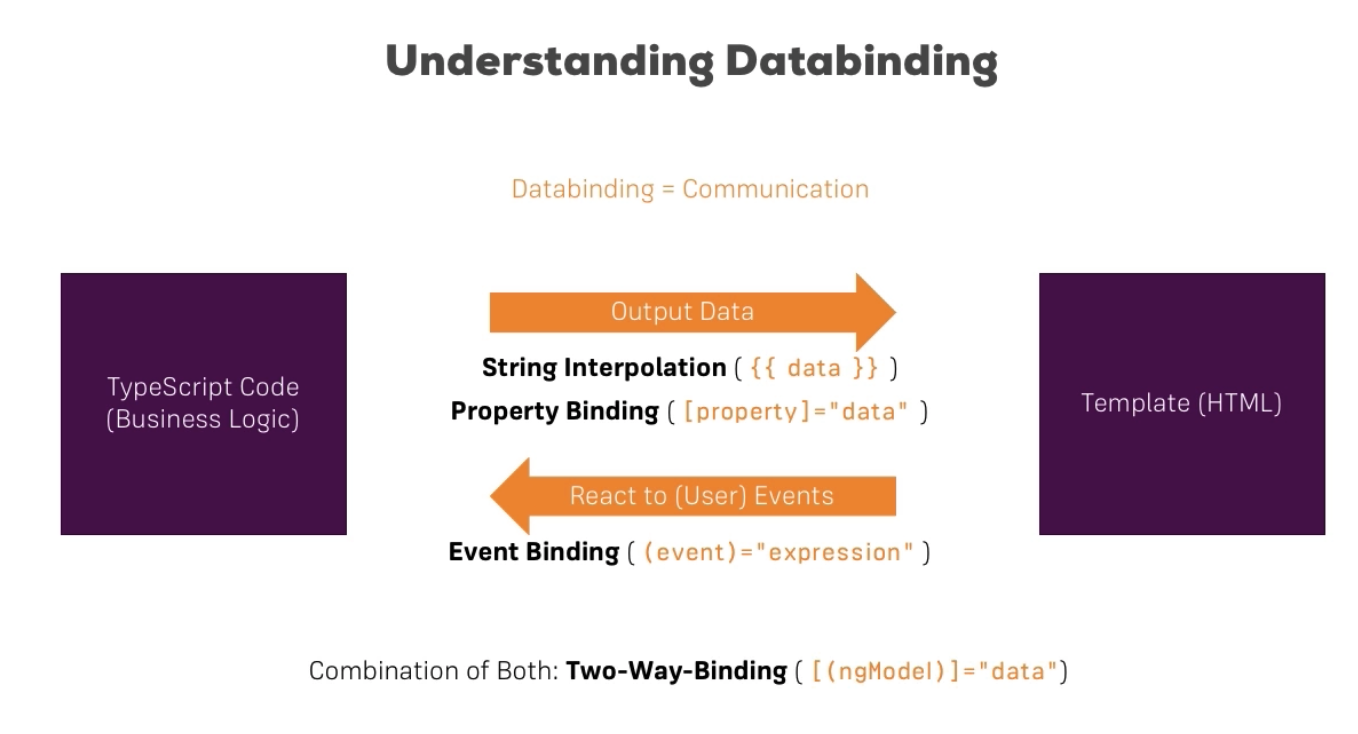 Understanding Databinding
Databinding = Communication
Output Data
String Interpolation ( {{ data }} )
Property Binding ( [property]="data" )
TypeScript Code
(Business Logic)
Template (HTML)
React to (User) Events
Event Binding ( (event)="expression" )
Combination of Both: Two-Way-Binding ( [(ngModel)]="data")